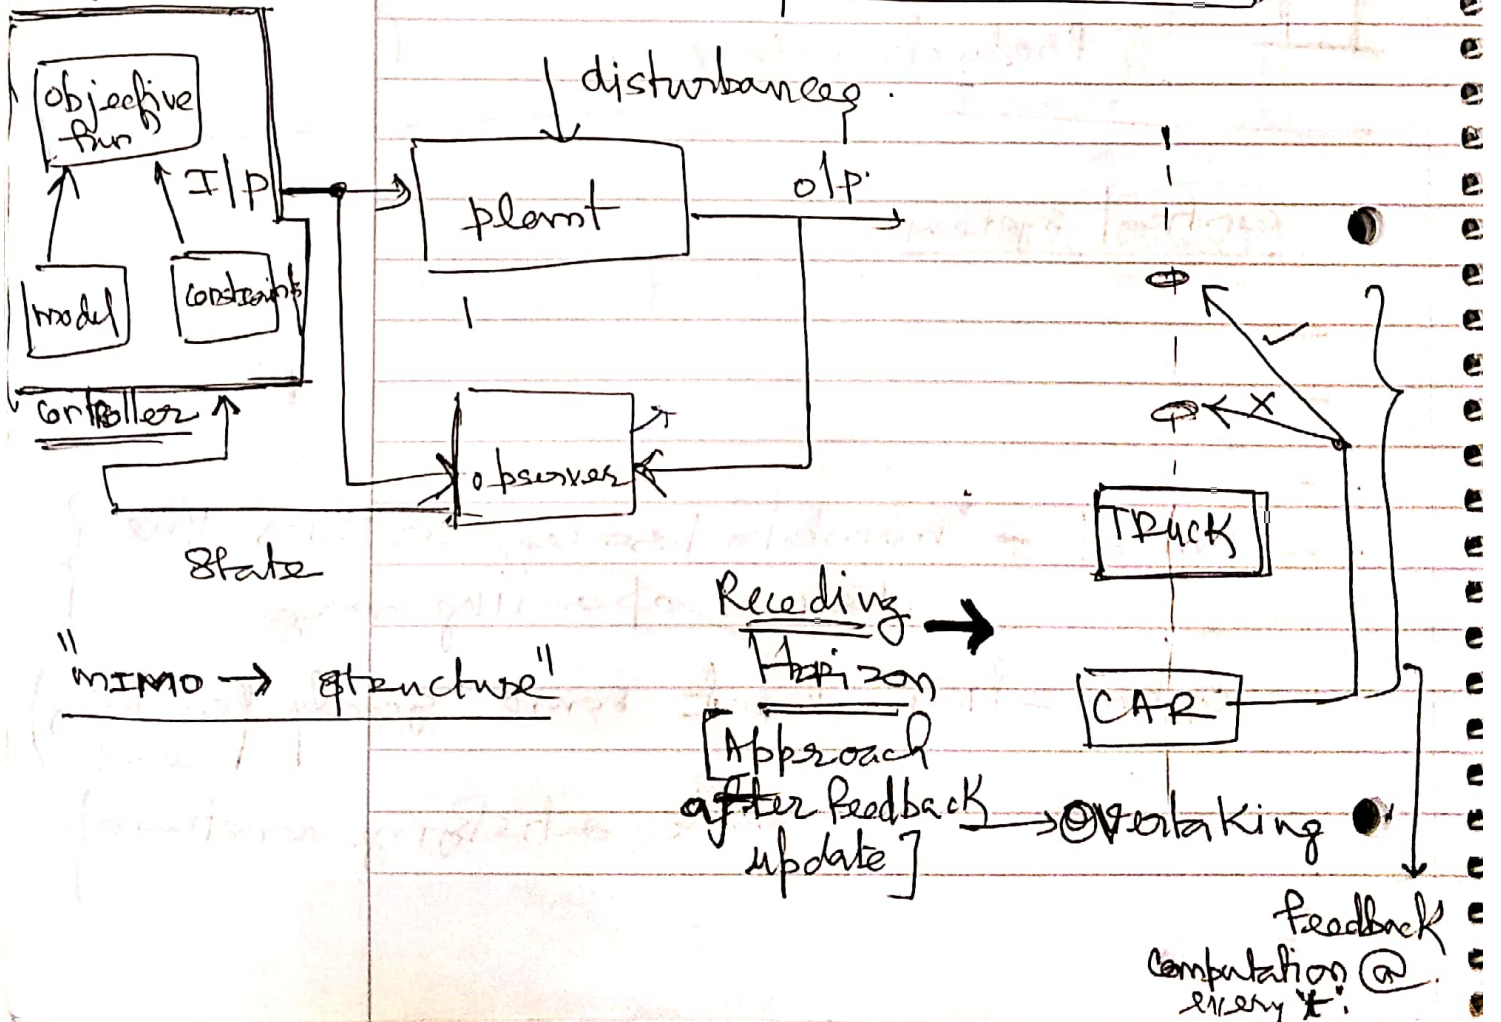 disturbances.
objective
fun
I/P
plant
o/p.
model
constraints
controller
observer
State
"MIMO → structure"
TRUCK
Receding
Horizon
[Approach
after feedback
update]
CAR
→ Overtaking
feedback
computation @
every "t".